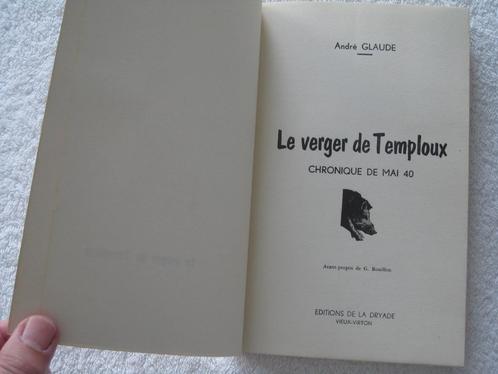 André GLAUDE
Le verger de Temploux
CHRONIQUE DE MAI 40
Avant-propos de G. Bouillon
EDITIONS DE LA DRYADE
VIEUX-VIRTON